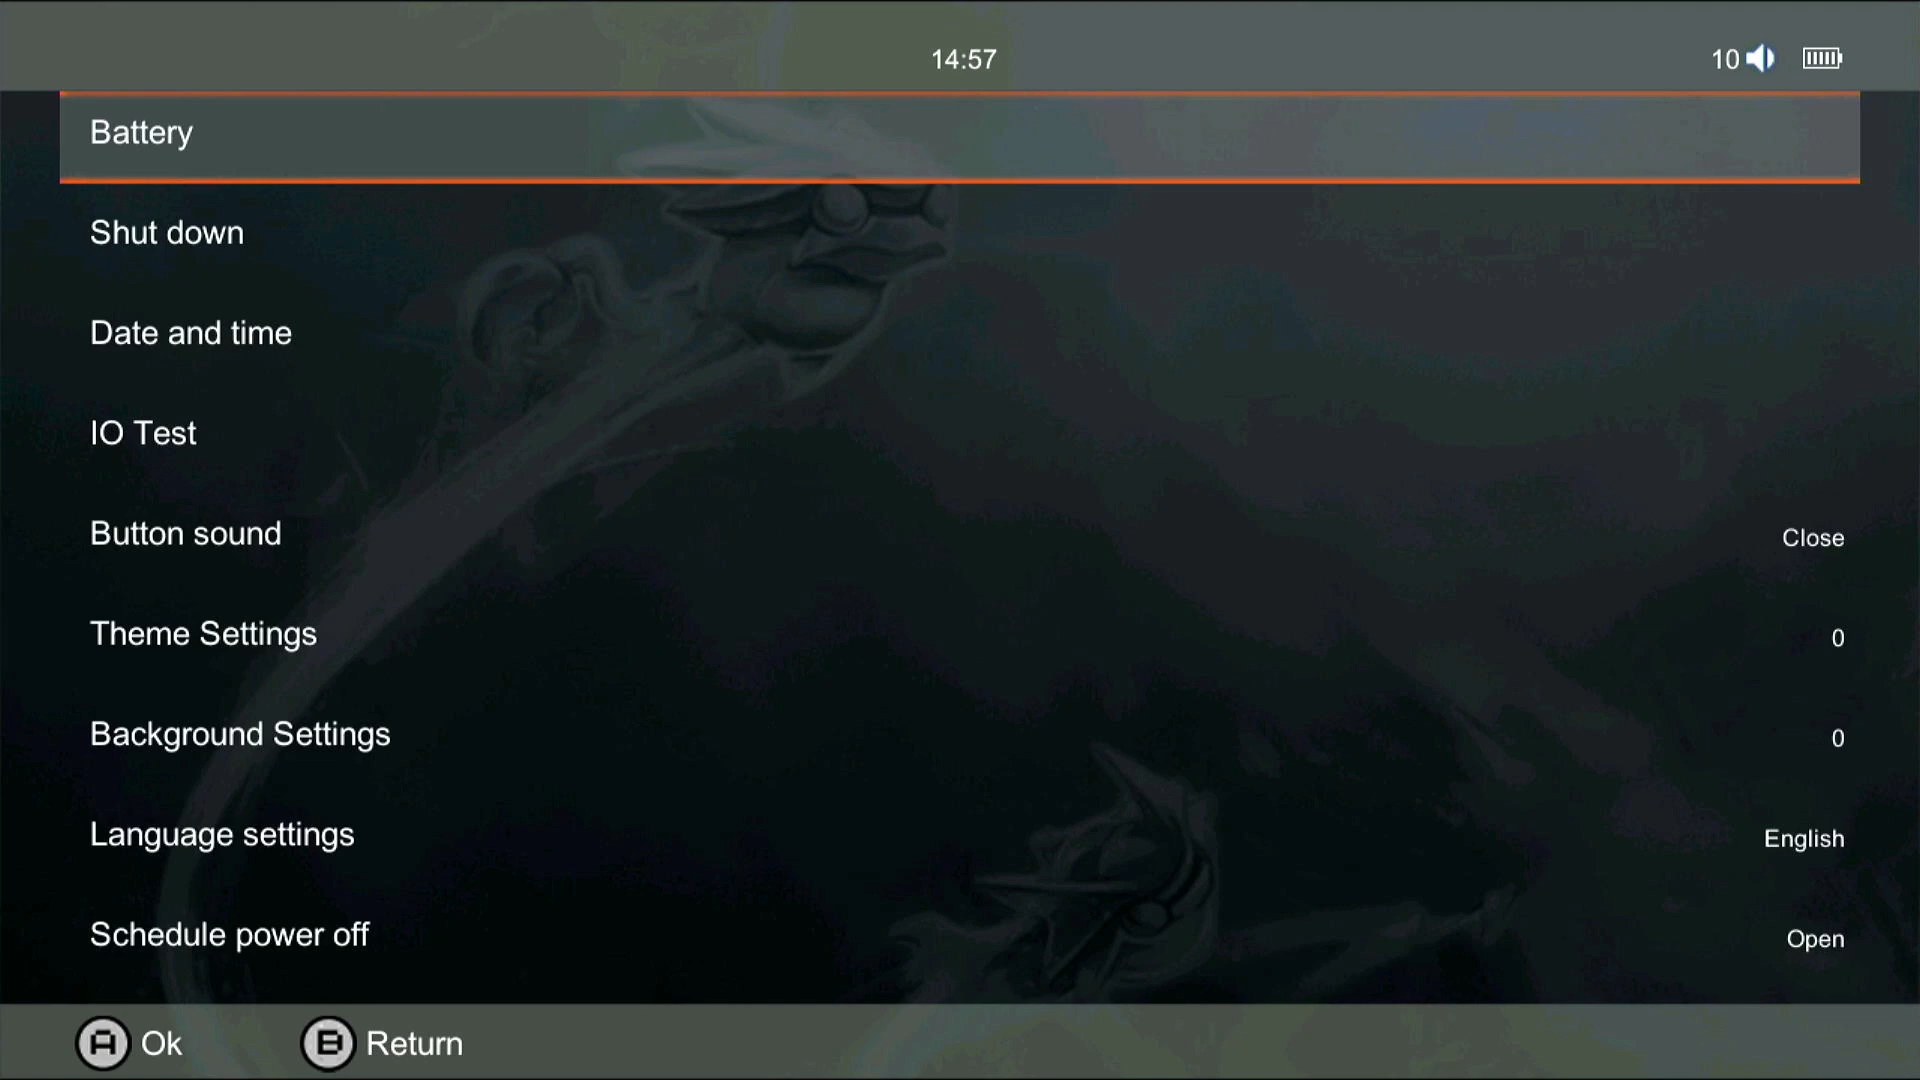 14:57
10
Battery
Shut down
Date and time
IO Test
Button sound
Close
Theme Settings
0
Background Settings
0
Language settings
English
Schedule power off
Open
A Ok
B Return